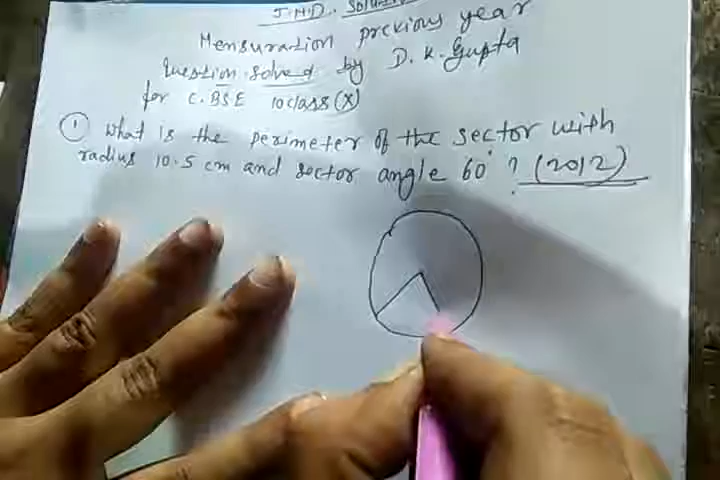 J.H.D. Solution
Mensuration previous year
Question solved by D. K. Gupta
for C.BSE 10 class (X)
① What is the perimeter of the sector with
radius 10.5 cm and sector angle 60° ? (2012)